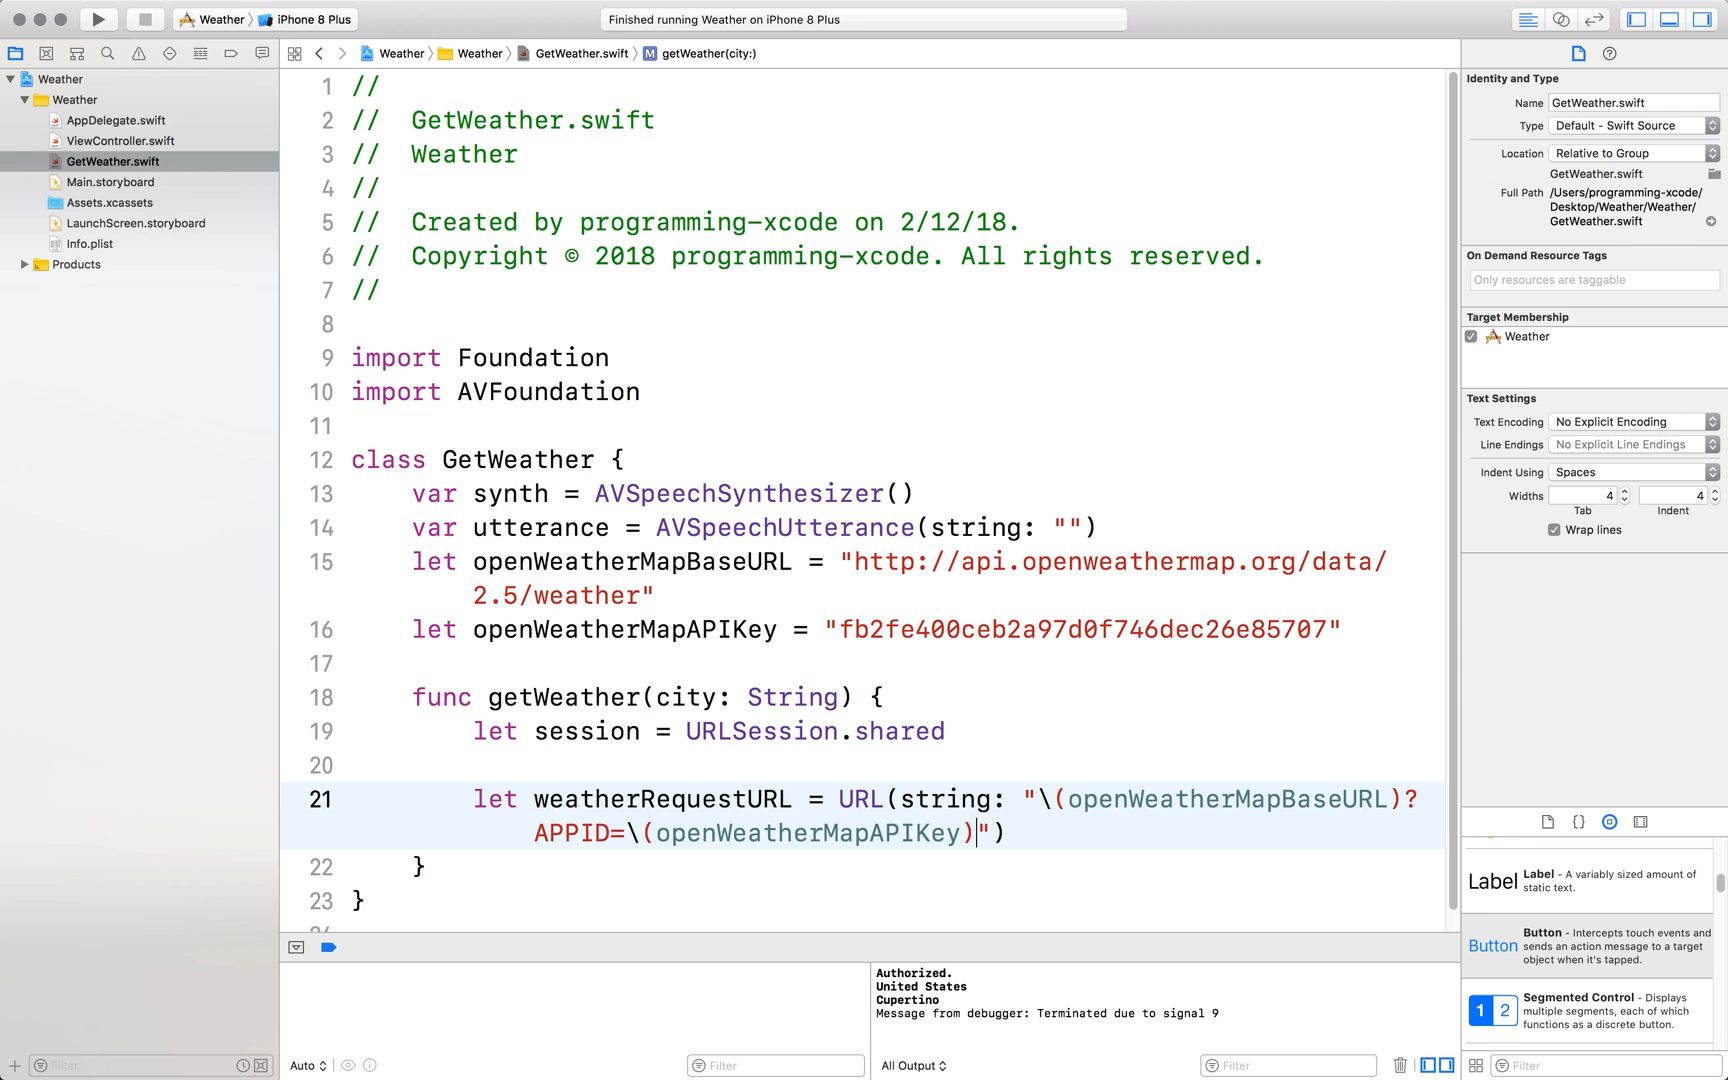 Weather
iPhone 8 Plus
Finished running Weather on iPhone 8 Plus
Weather
Weather
GetWeather.swift
M
getWeather(city:)
Weather
Weather
AppDelegate.swift
ViewController.swift
GetWeather.swift
Main.storyboard
Assets.xcassets
LaunchScreen.storyboard
Info.plist
Products
Filter
1 //
2 //  GetWeather.swift
3 //  Weather
4 //
5 //  Created by programming-xcode on 2/12/18.
6 //  Copyright © 2018 programming-xcode. All rights reserved.
7 //
8
9 import Foundation
10 import AVFoundation
11
12 class GetWeather {
13     var synth = AVSpeechSynthesizer()
14     var utterance = AVSpeechUtterance(string: "")
15     let openWeatherMapBaseURL = "http://api.openweathermap.org/data/
2.5/weather"
16     let openWeatherMapAPIKey = "fb2fe400ceb2a97d0f746dec26e85707"
17
18     func getWeather(city: String) {
19         let session = URLSession.shared
20
21         let weatherRequestURL = URL(string: "\(openWeatherMapBaseURL)?
APPID=\(openWeatherMapAPIKey)")
22     }
23 }
24
Auto
Filter
Authorized.
United States
Cupertino
Message from debugger: Terminated due to signal 9
All Output
Filter
Identity and Type
Name GetWeather.swift
Type Default - Swift Source
Location Relative to Group
GetWeather.swift
Full Path /Users/programming-xcode/
Desktop/Weather/Weather/
GetWeather.swift
On Demand Resource Tags
Only resources are taggable
Target Membership
Weather
Text Settings
Text Encoding No Explicit Encoding
Line Endings No Explicit Line Endings
Indent Using Spaces
Widths 4 4
Tab Indent
Wrap lines
Label
Label - A variably sized amount of
static text.
Button
Button - Intercepts touch events and
sends an action message to a target
object when it's tapped.
1 2
Segmented Control - Displays
multiple segments, each of which
functions as a discrete button.
Filter